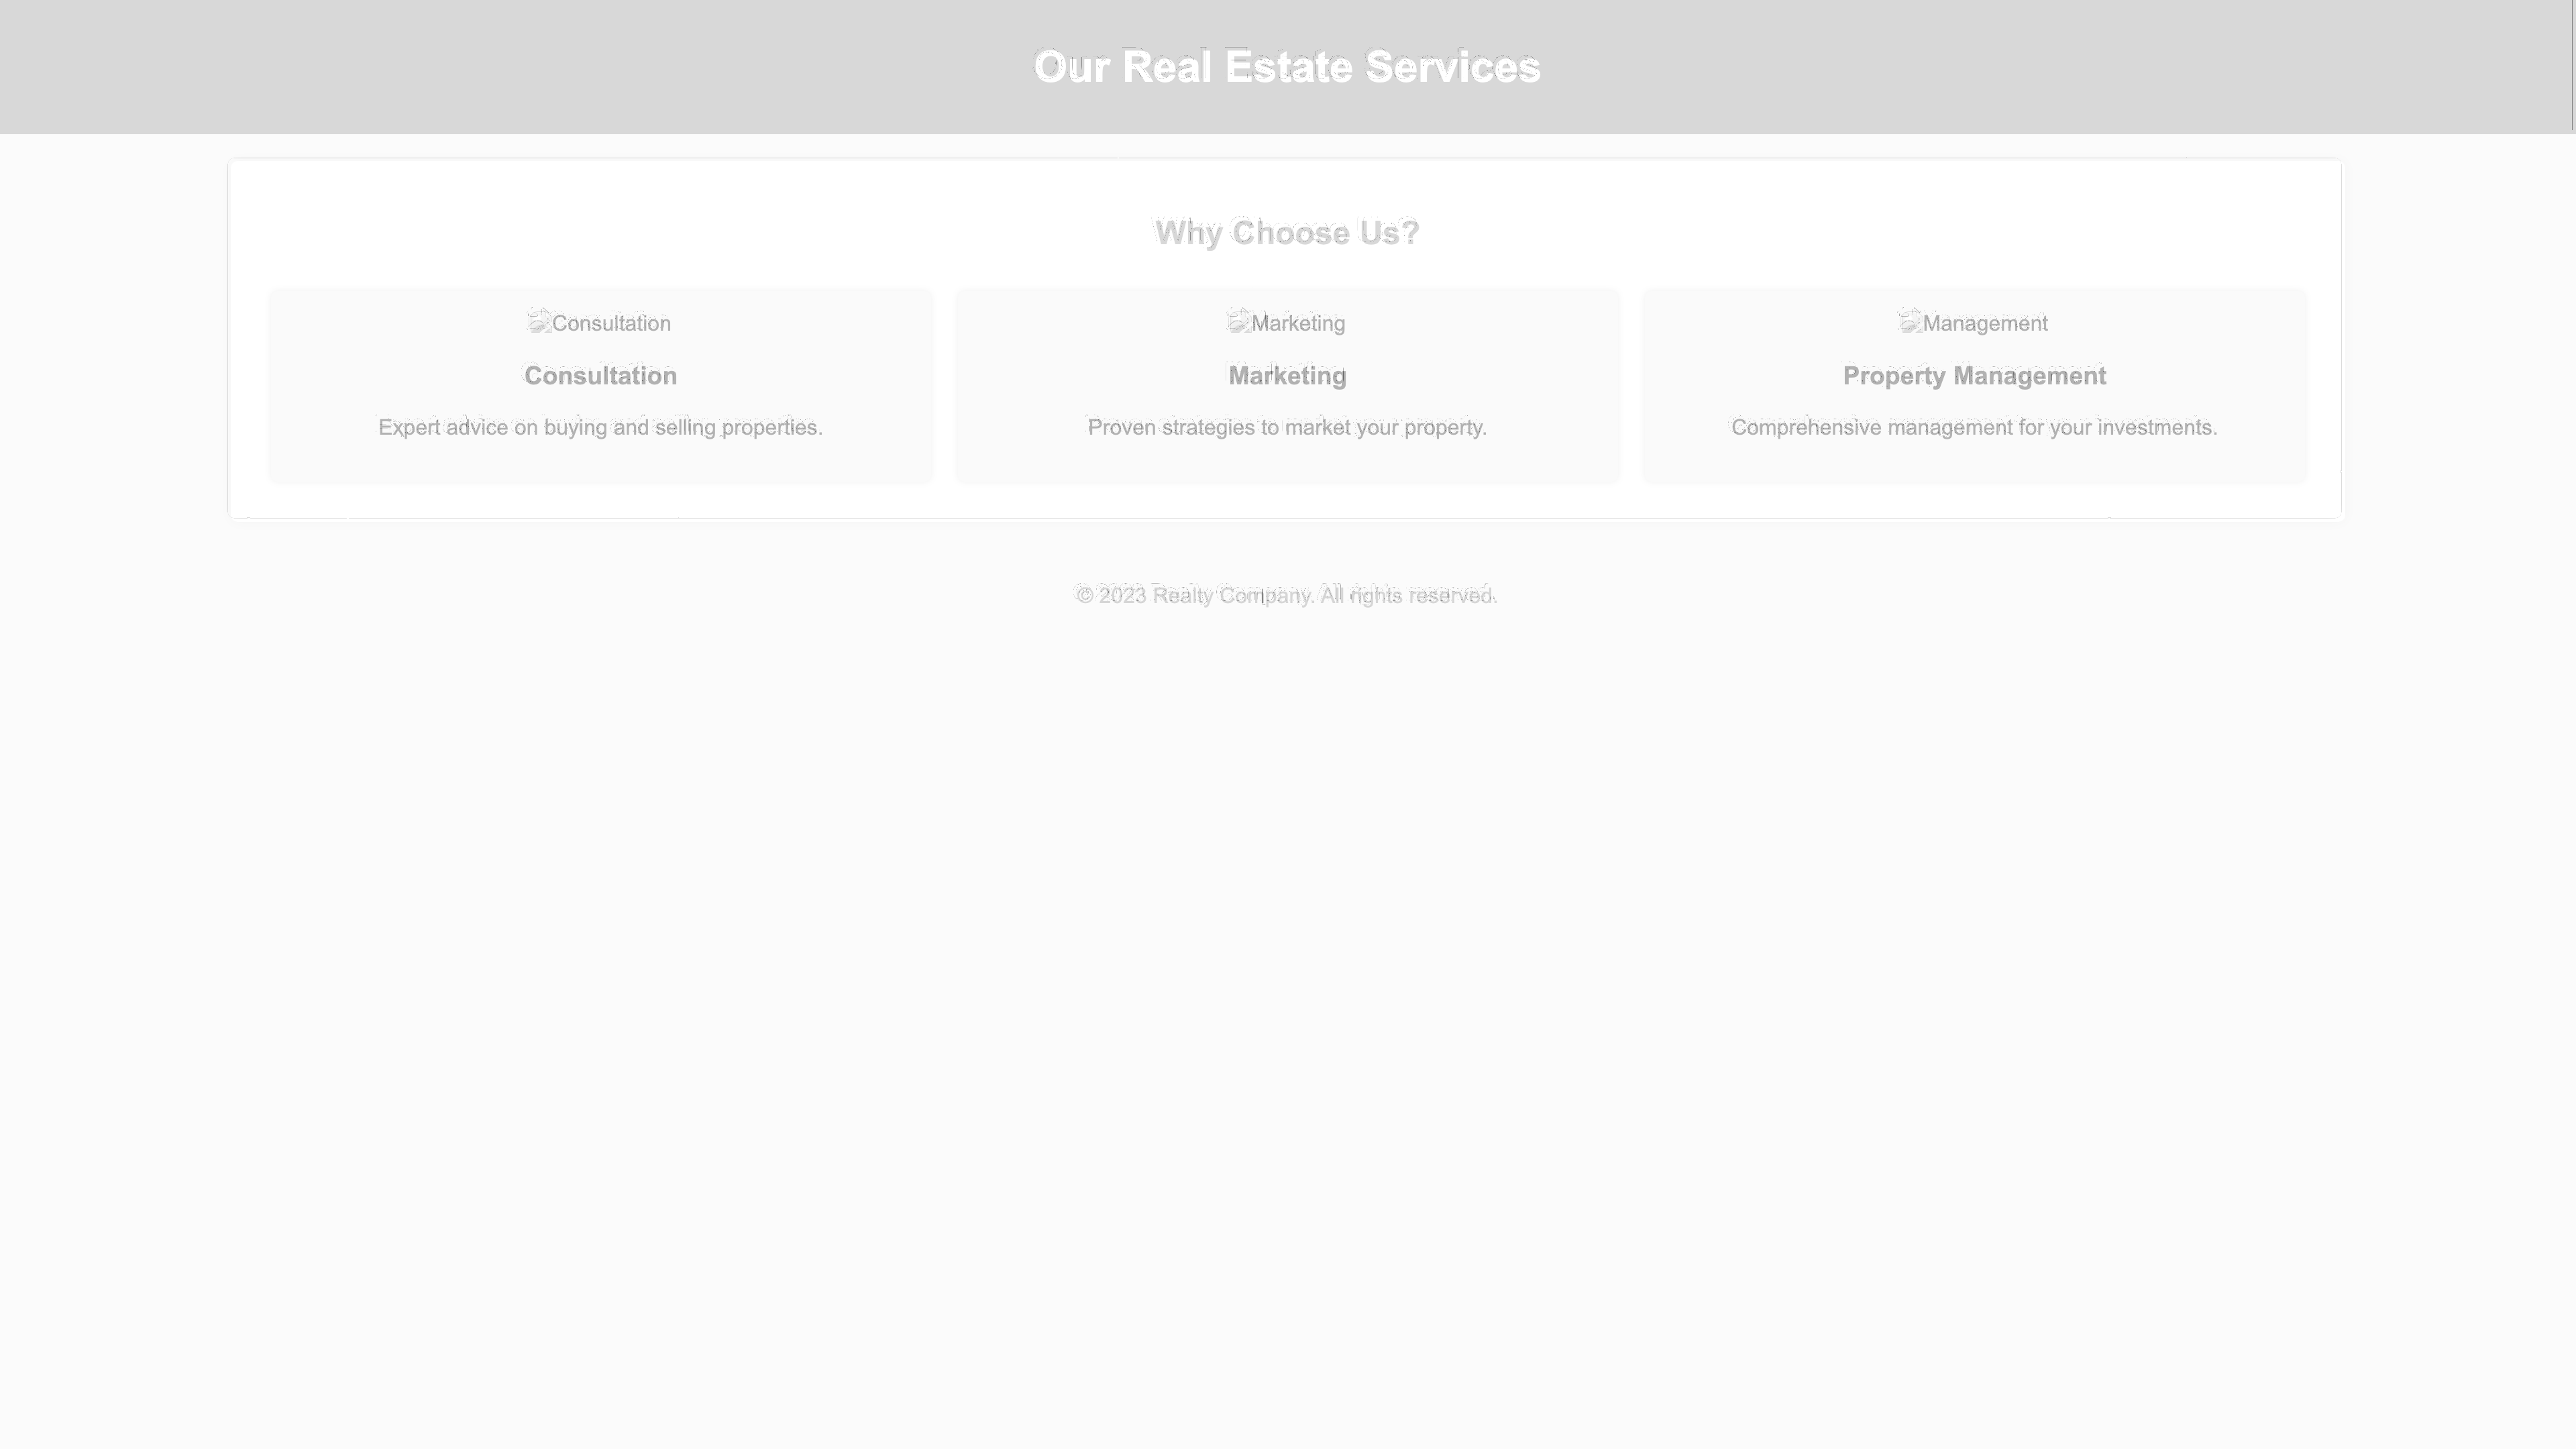 Our Real Estate Services
Why Choose Us?
Consultation
Consultation
Expert advice on buying and selling properties.
Marketing
Marketing
Proven strategies to market your property.
Management
Property Management
Comprehensive management for your investments.
© 2023 Realty Company. All rights reserved.